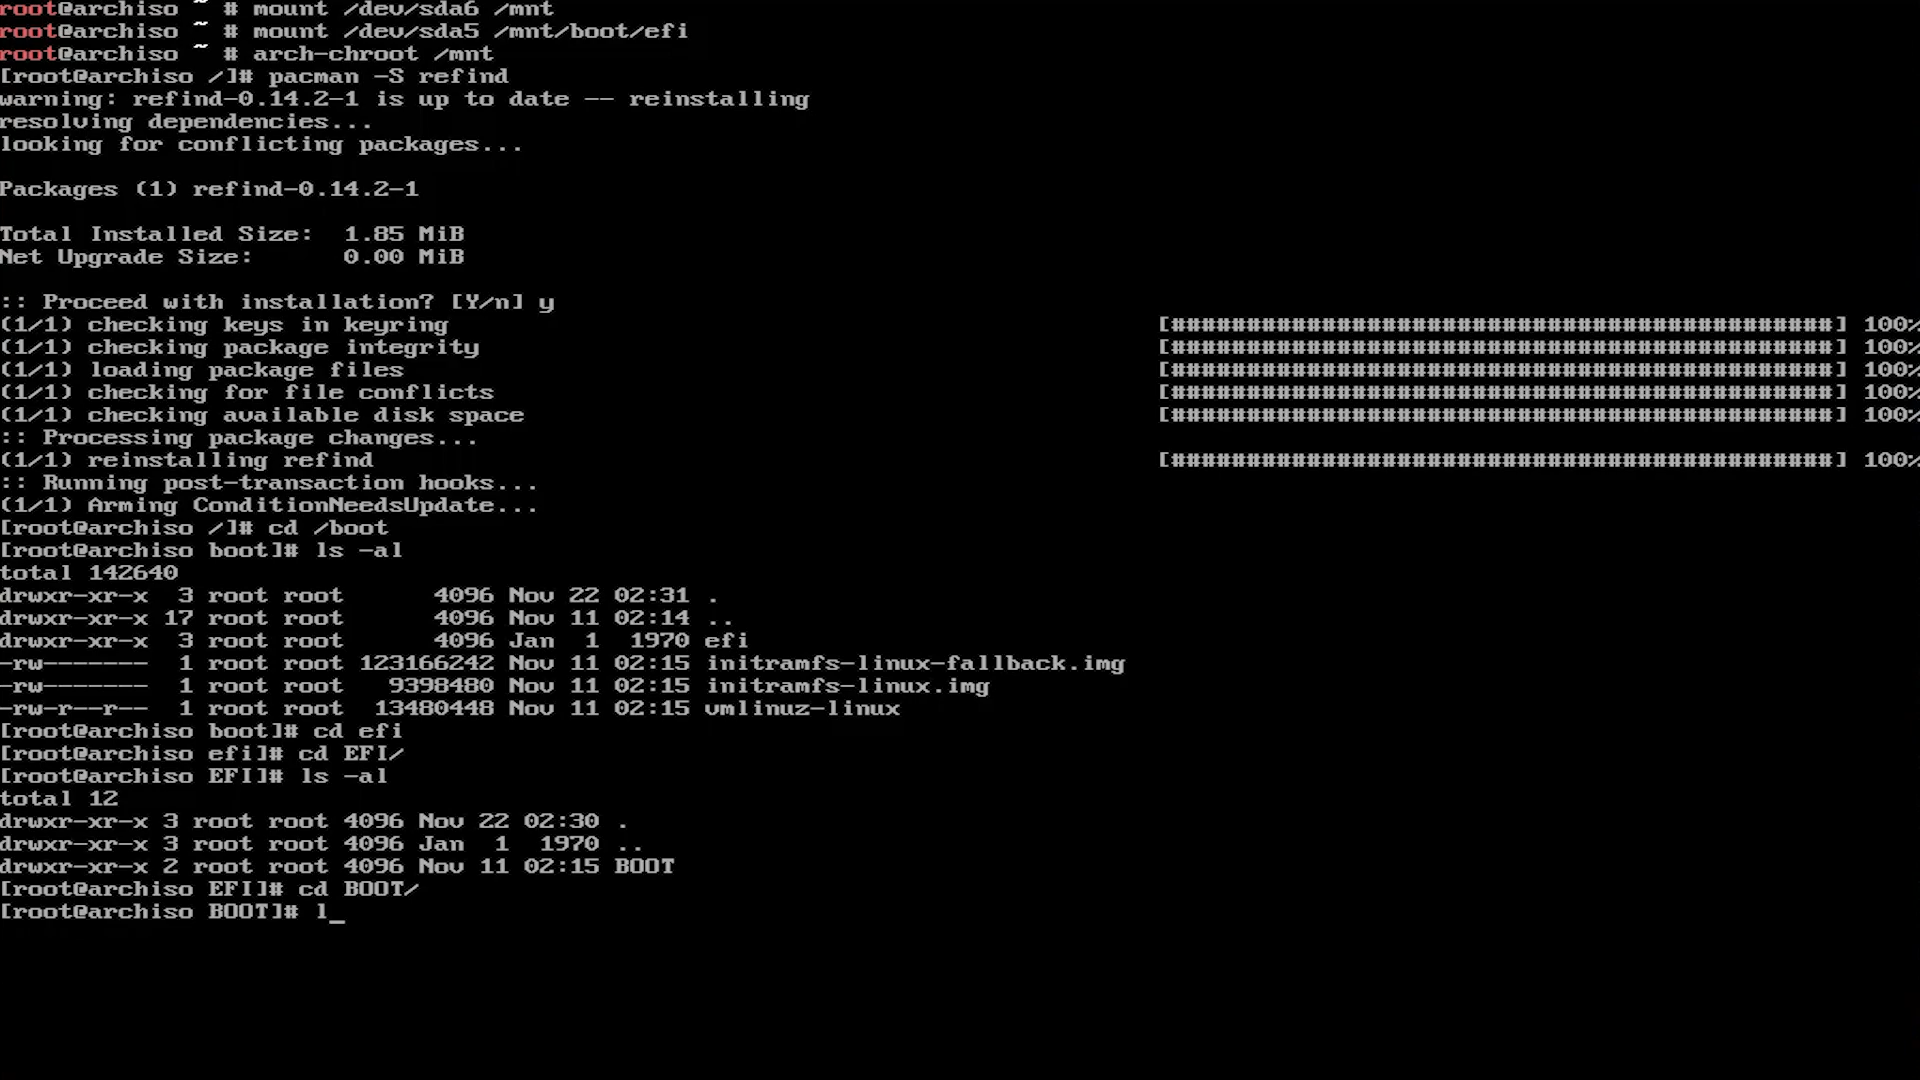 root@archiso ~ # mount /dev/sda6 /mnt
root@archiso ~ # mount /dev/sda5 /mnt/boot/efi
root@archiso ~ # arch-chroot /mnt
[root@archiso /]# pacman -S refind
warning: refind-0.14.2-1 is up to date -- reinstalling
resolving dependencies...
looking for conflicting packages...
Packages (1) refind-0.14.2-1
Total Installed Size:  1.85 MiB
Net Upgrade Size:      0.00 MiB
:: Proceed with installation? [Y/n] y
(1/1) checking keys in keyring [############################################] 100%
(1/1) checking package integrity [############################################] 100%
(1/1) loading package files [############################################] 100%
(1/1) checking for file conflicts [############################################] 100%
(1/1) checking available disk space [############################################] 100%
:: Processing package changes...
(1/1) reinstalling refind [############################################] 100%
:: Running post-transaction hooks...
(1/1) Arming ConditionNeedsUpdate...
[root@archiso /]# cd /boot
[root@archiso boot]# ls -al
total 142640
drwxr-xr-x  3 root root      4096 Nov 22 02:31 .
drwxr-xr-x 17 root root      4096 Nov 11 02:14 ..
drwxr-xr-x  3 root root      4096 Jan  1  1970 efi
-rw-------  1 root root 123166242 Nov 11 02:15 initramfs-linux-fallback.img
-rw-------  1 root root   9398480 Nov 11 02:15 initramfs-linux.img
-rw-r--r--  1 root root  13480448 Nov 11 02:15 vmlinuz-linux
[root@archiso boot]# cd efi
[root@archiso efi]# cd EFI/
[root@archiso EFI]# ls -al
total 12
drwxr-xr-x 3 root root 4096 Nov 22 02:30 .
drwxr-xr-x 3 root root 4096 Jan  1  1970 ..
drwxr-xr-x 2 root root 4096 Nov 11 02:15 BOOT
[root@archiso EFI]# cd BOOT/
[root@archiso BOOT]# l_